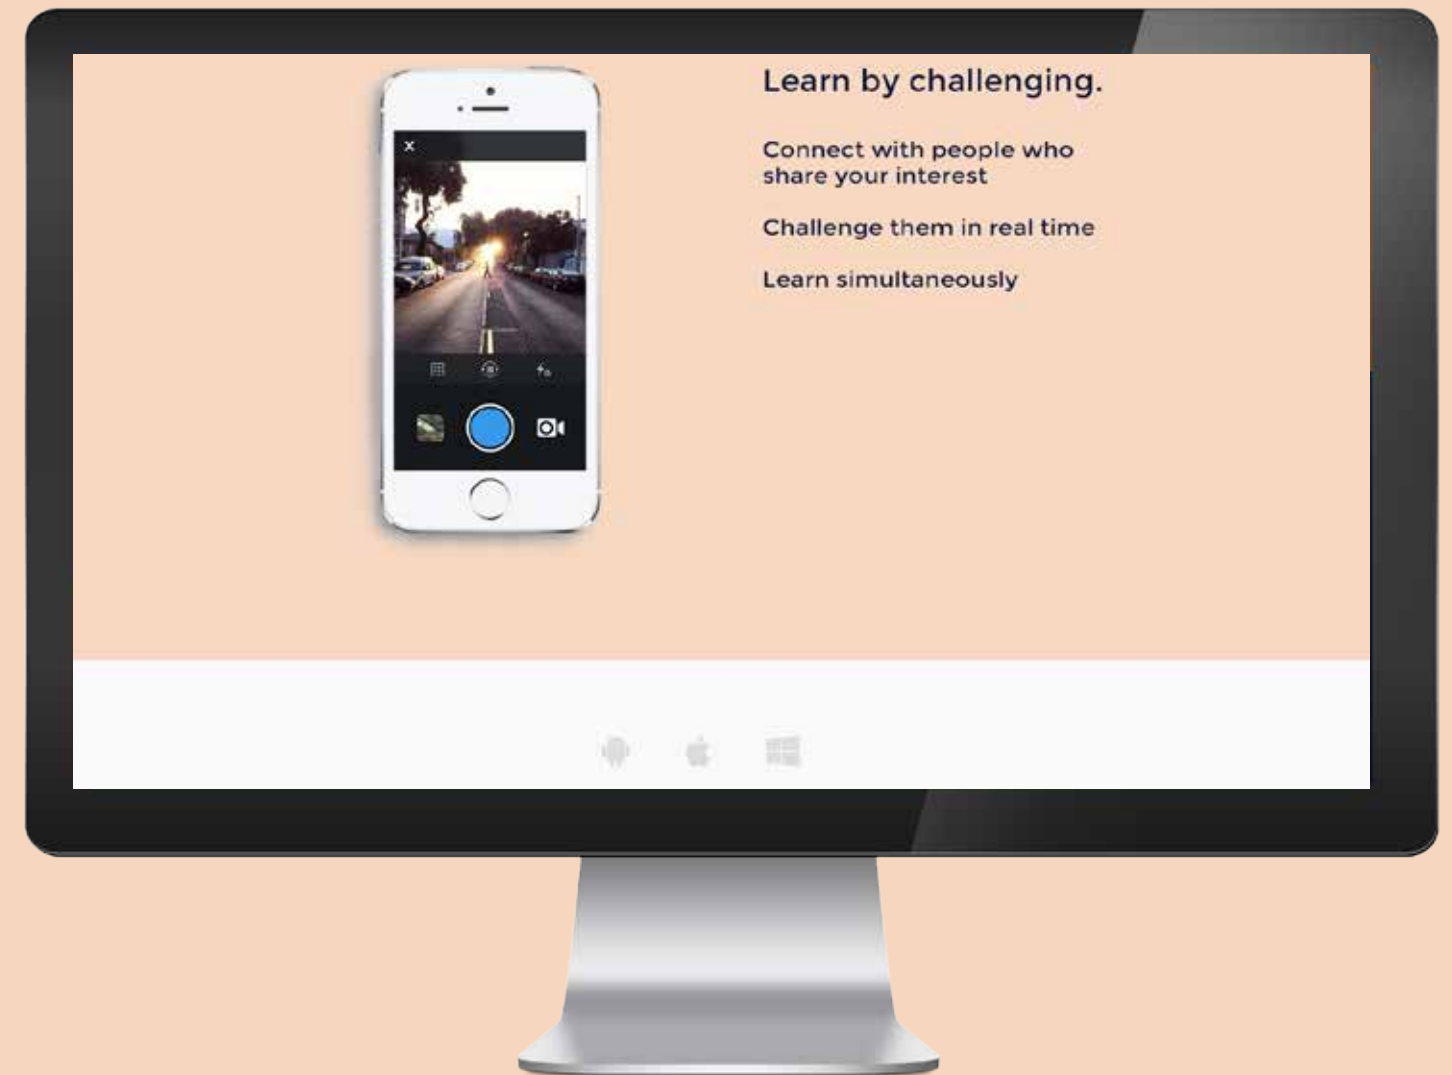 Learn by challenging.
Connect with people who
share your interest
Challenge them in real time
Learn simultaneously